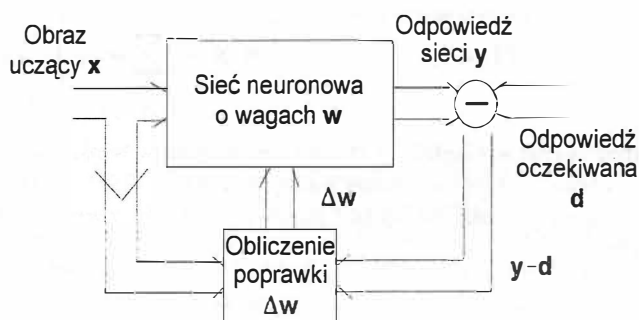 Obraz
uczący x
Sieć neuronowa
o wagach w
Odpowiedź
sieci y
−
Odpowiedź
oczekiwana
d
Δw
Obliczenie
poprawki
Δw
y-d